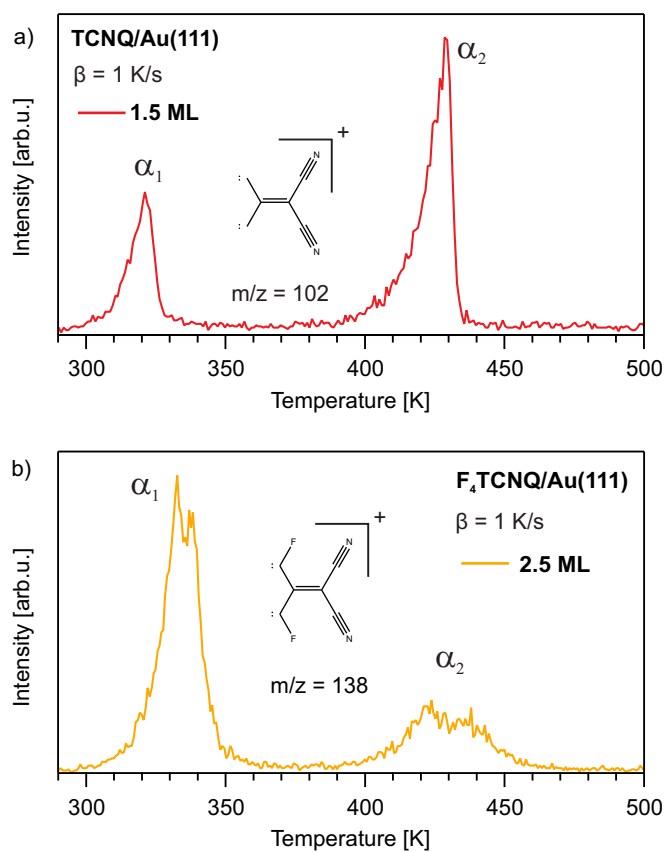 a)
TCNQ/Au(111)
β = 1 K/s
1.5 ML
α₁
α₂
+
N
N
:
:
m/z = 102
Intensity [arb.u.]
300 350 400 450 500
Temperature [K]
b)
F₄TCNQ/Au(111)
β = 1 K/s
2.5 ML
α₁
α₂
+
F
N
:
:
F
N
m/z = 138
Intensity [arb.u.]
300 350 400 450 500
Temperature [K]